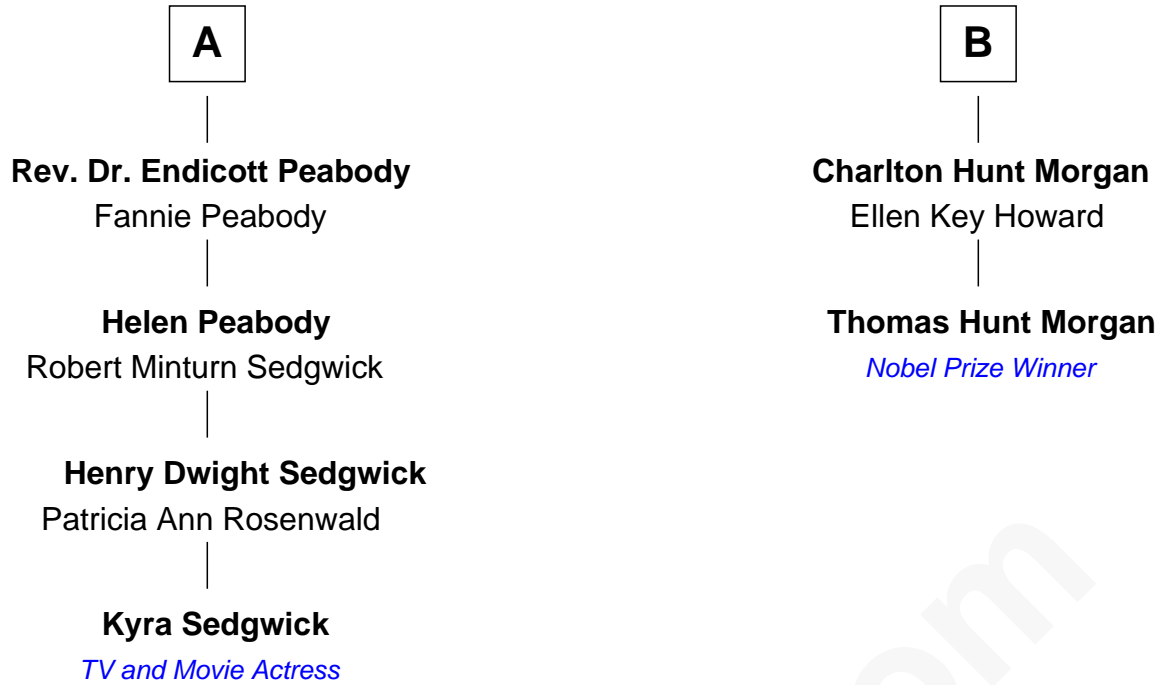 A
Rev. Dr. Endicott Peabody
Fannie Peabody
Helen Peabody
Robert Minturn Sedgwick
Henry Dwight Sedgwick
Patricia Ann Rosenwald
Kyra Sedgwick
TV and Movie Actress
B
Charlton Hunt Morgan
Ellen Key Howard
Thomas Hunt Morgan
Nobel Prize Winner
om